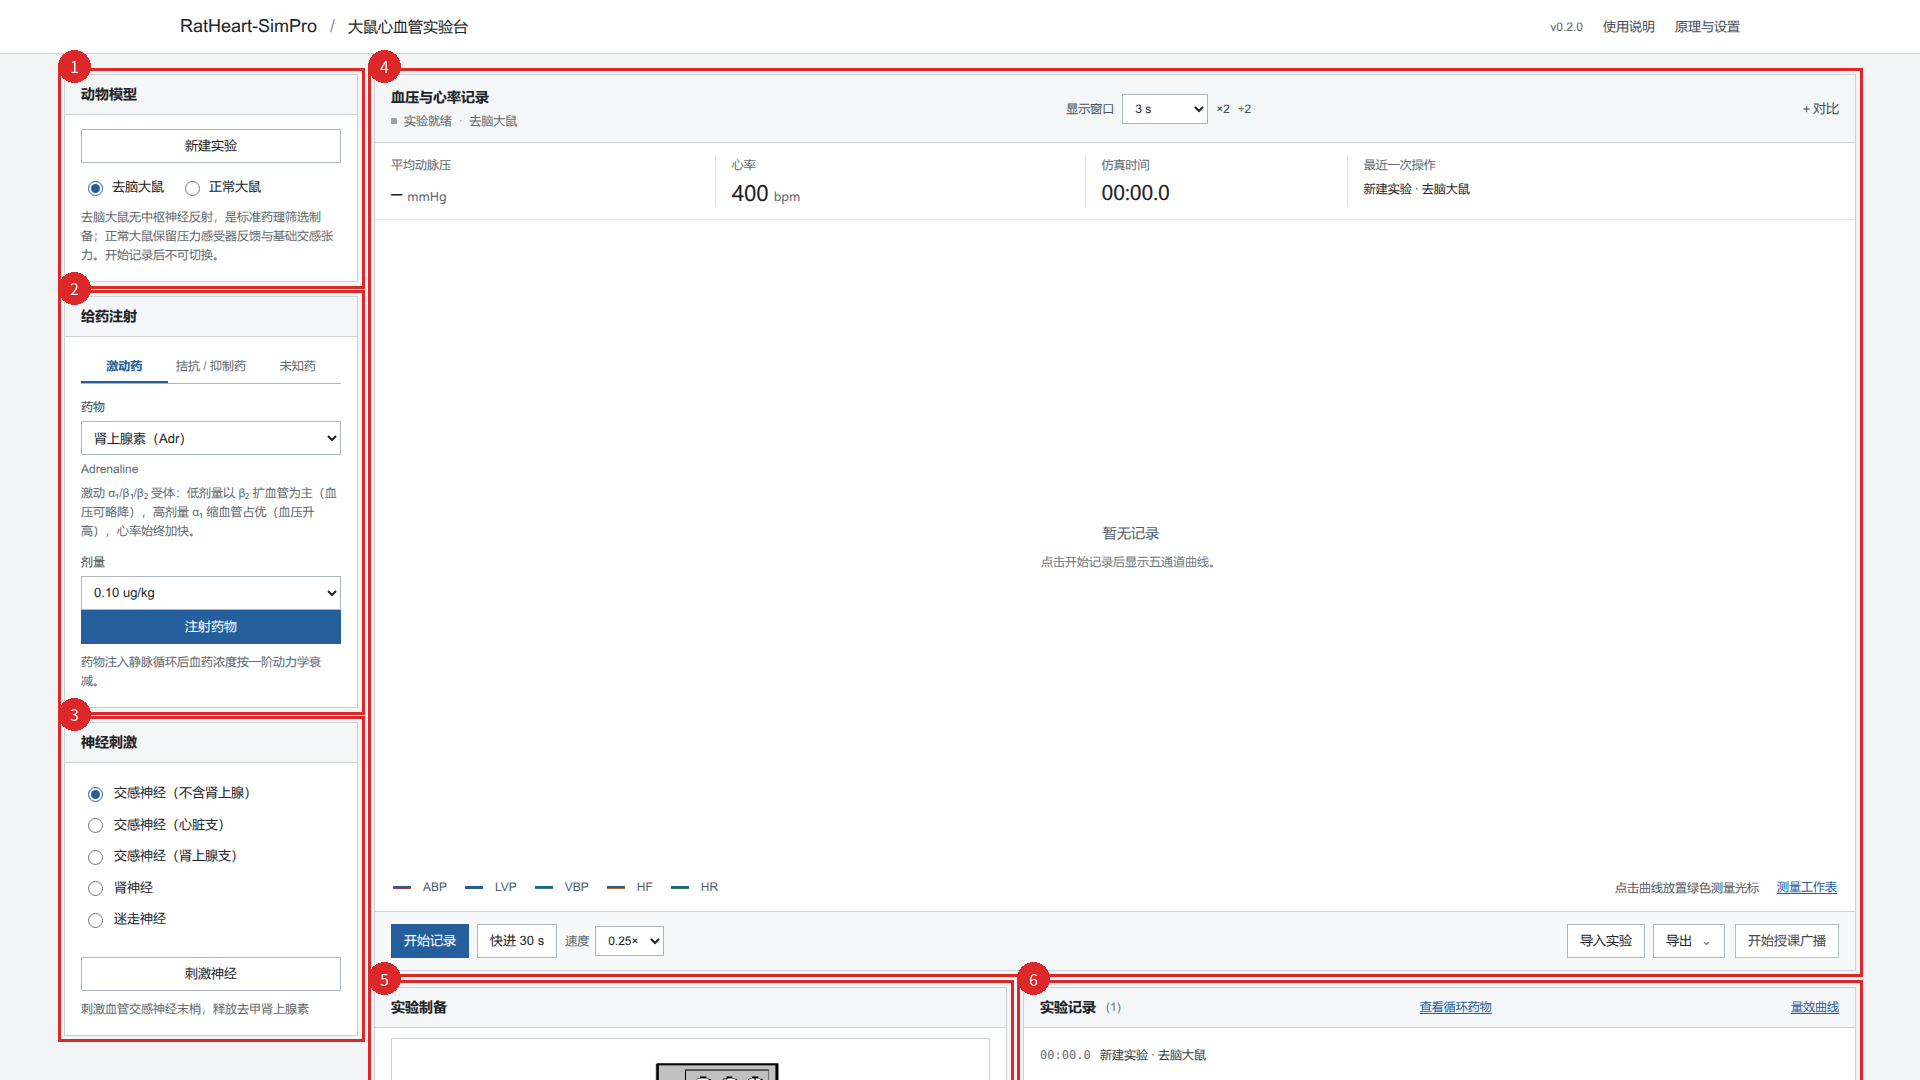 RatHeart-SimPro / 大鼠心血管实验台
v0.2.0 使用说明 原理与设置
1
动物模型
新建实验
去脑大鼠 正常大鼠
去脑大鼠无中枢神经反射，是标准药理筛选制
备；正常大鼠保留压力感受器反馈与基础交感张
力。开始记录后不可切换。
2
给药注射
激动药 拮抗 / 抑制药 未知药
药物
肾上腺素（Adr）
Adrenaline
激动 α₁/β₁/β₂ 受体：低剂量以 β₂ 扩血管为主（血
压可略降），高剂量 α₁ 缩血管占优（血压升
高），心率始终加快。
剂量
0.10 ug/kg
注射药物
药物注入静脉循环后血药浓度按一阶动力学衰
减。
3
神经刺激
交感神经（不含肾上腺）
交感神经（心脏支）
交感神经（肾上腺支）
肾神经
迷走神经
刺激神经
刺激血管交感神经末梢，释放去甲肾上腺素
4
血压与心率记录
实验就绪 · 去脑大鼠
显示窗口 3 s ×2 ÷2
+ 对比
平均动脉压 心率 仿真时间 最近一次操作
– mmHg 400 bpm 00:00.0 新建实验 · 去脑大鼠
暂无记录
点击开始记录后显示五通道曲线。
ABP LVP VBP HF HR
点击曲线放置绿色测量光标 测量工作表
开始记录 快进 30 s 速度 0.25×
导入实验 导出 开始授课广播
5
实验制备
6
实验记录 (1) 查看循环药物 量效曲线
00:00.0 新建实验 · 去脑大鼠